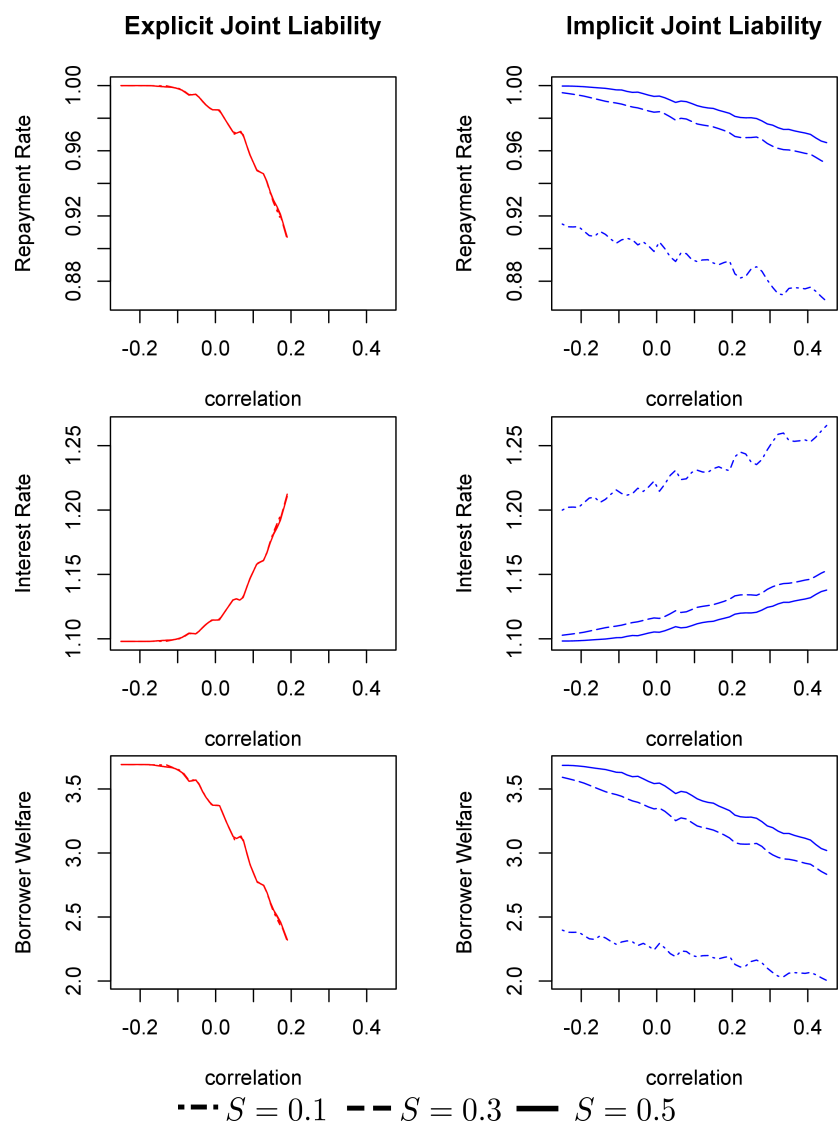 Explicit Joint Liability
Implicit Joint Liability
Repayment Rate
1.00
0.96
0.92
0.88
-0.2 0.0 0.2 0.4
correlation
Repayment Rate
1.00
0.96
0.92
0.88
-0.2 0.0 0.2 0.4
correlation
Interest Rate
1.25
1.20
1.15
1.10
-0.2 0.0 0.2 0.4
correlation
Interest Rate
1.25
1.20
1.15
1.10
-0.2 0.0 0.2 0.4
correlation
Borrower Welfare
3.5
3.0
2.5
2.0
-0.2 0.0 0.2 0.4
correlation
Borrower Welfare
3.5
3.0
2.5
2.0
-0.2 0.0 0.2 0.4
correlation
S = 0.1 S = 0.3 S = 0.5